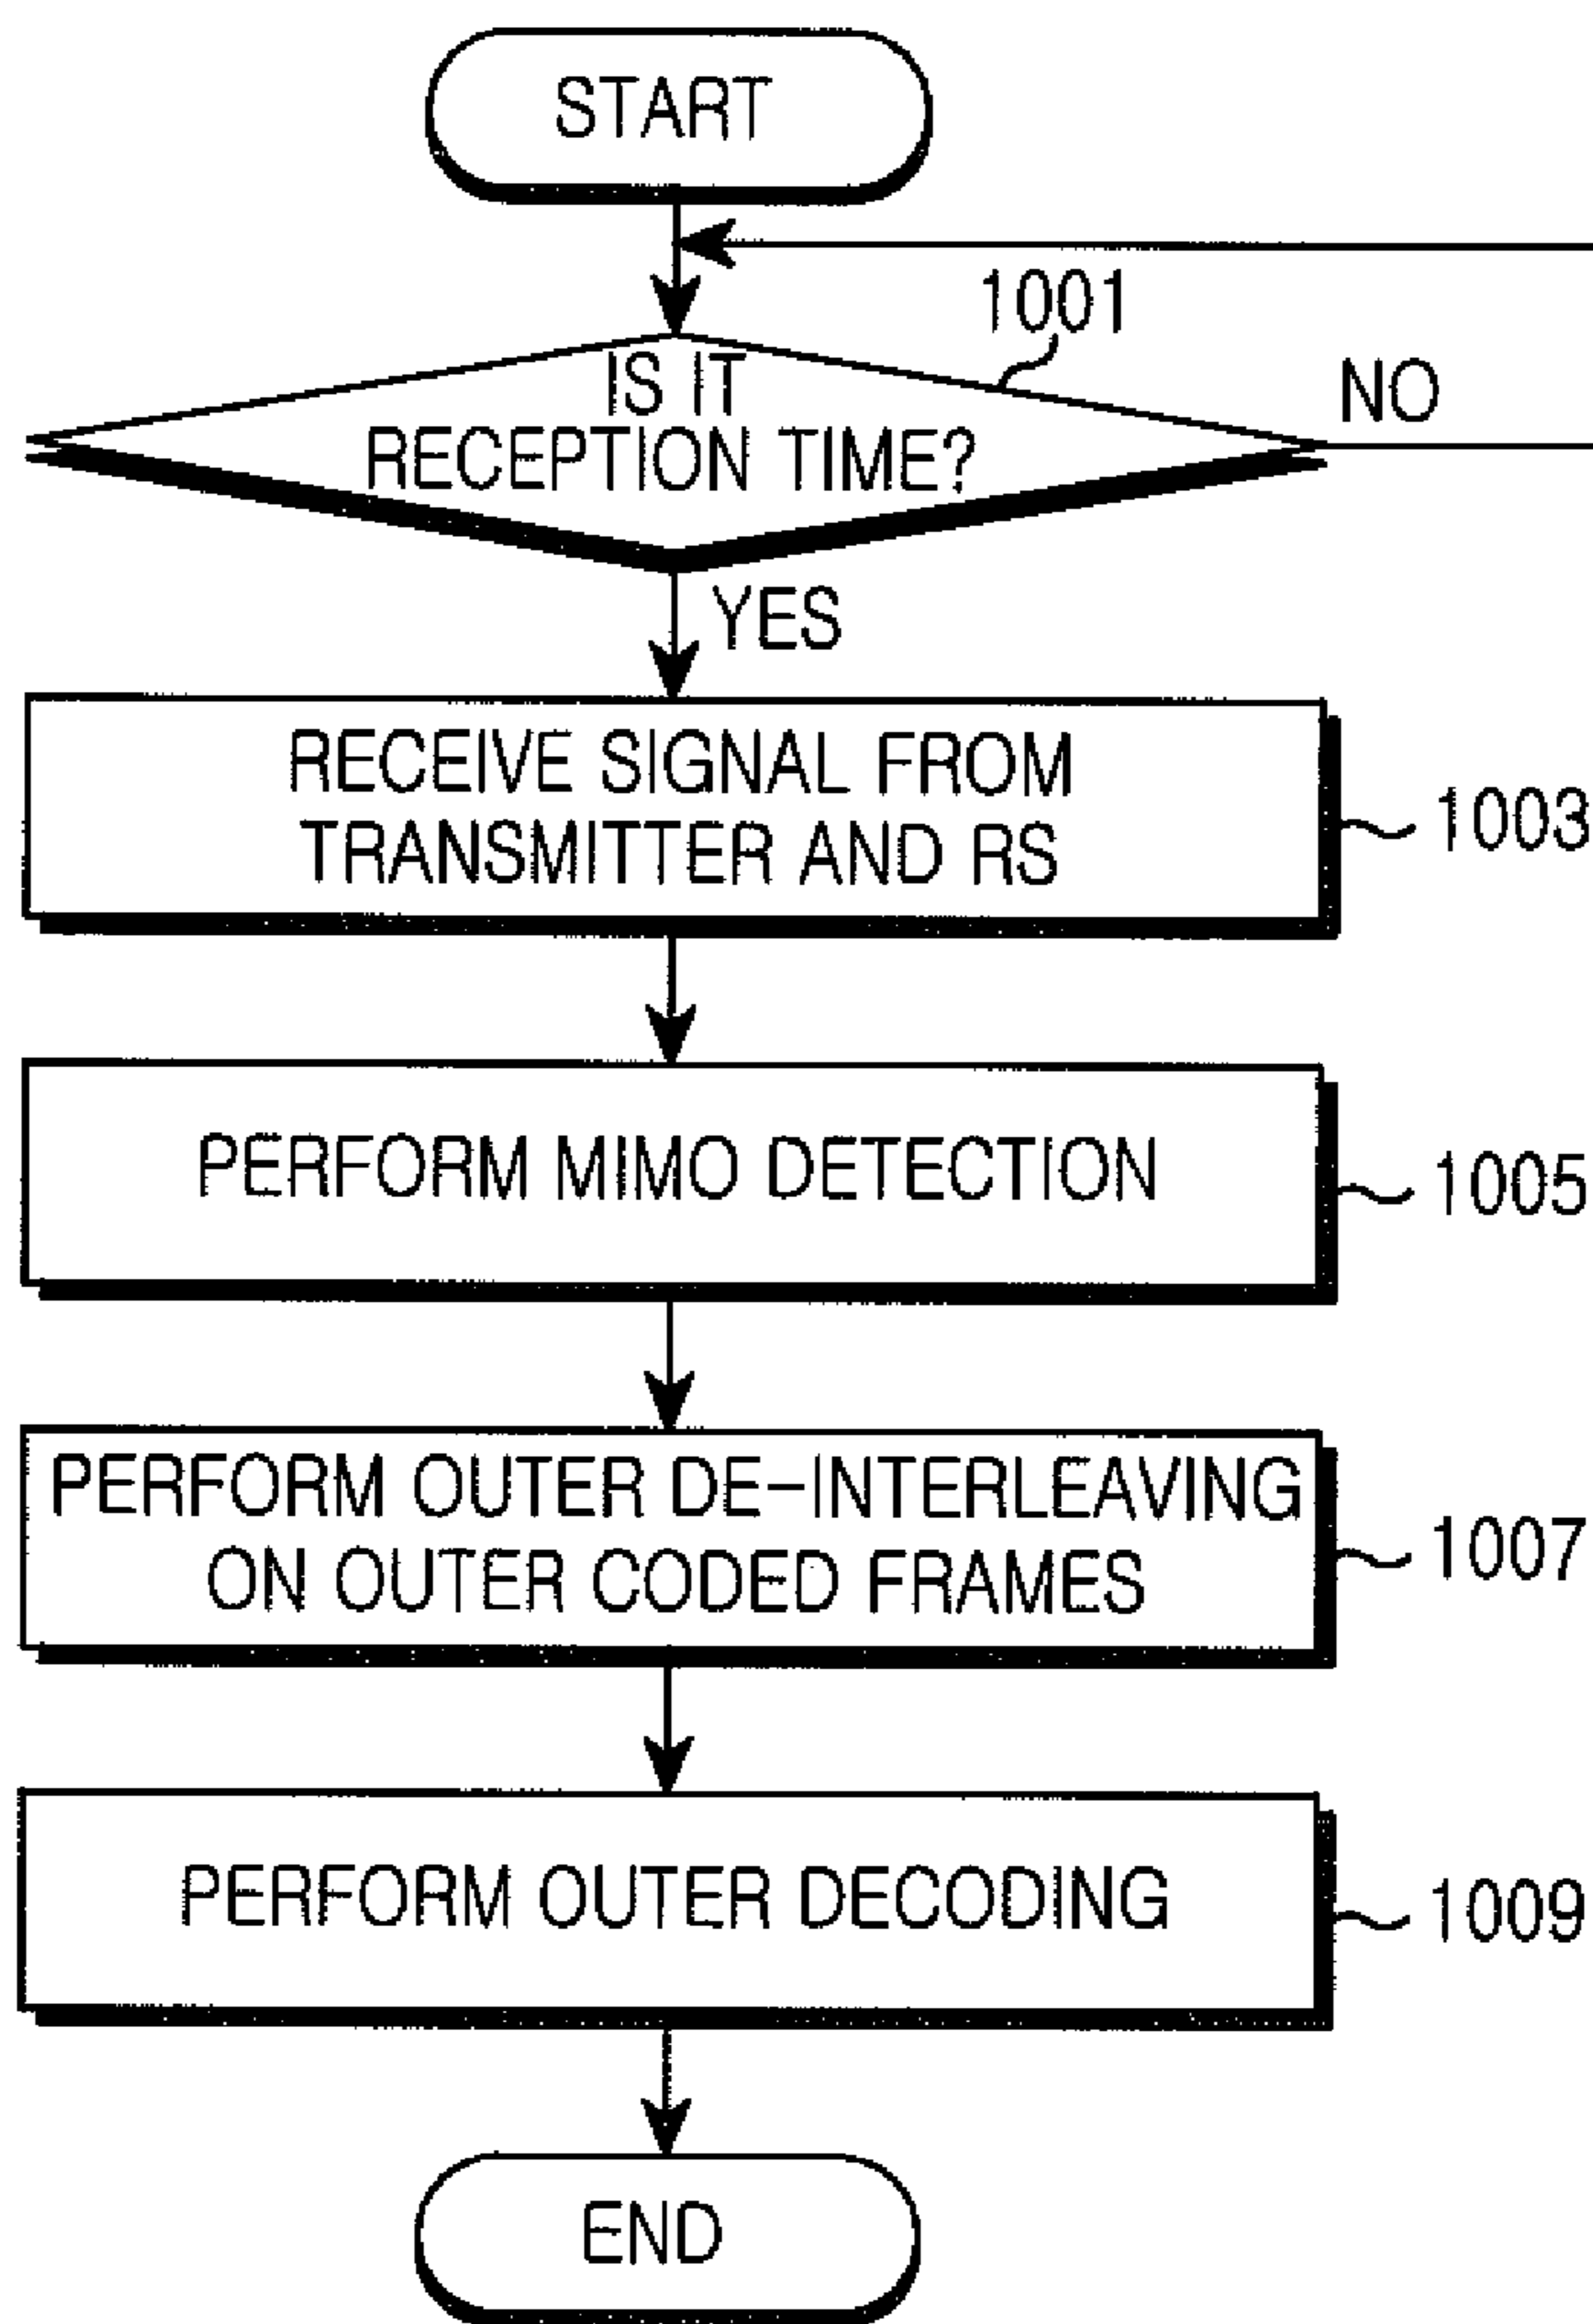 START
1001
IS IT
RECEPTION TIME?
NO
YES
RECEIVE SIGNAL FROM
TRANSMITTER AND RS
1003
PERFORM MIMO DETECTION
1005
PERFORM OUTER DE-INTERLEAVING
ON OUTER CODED FRAMES
1007
PERFORM OUTER DECODING
1009
END